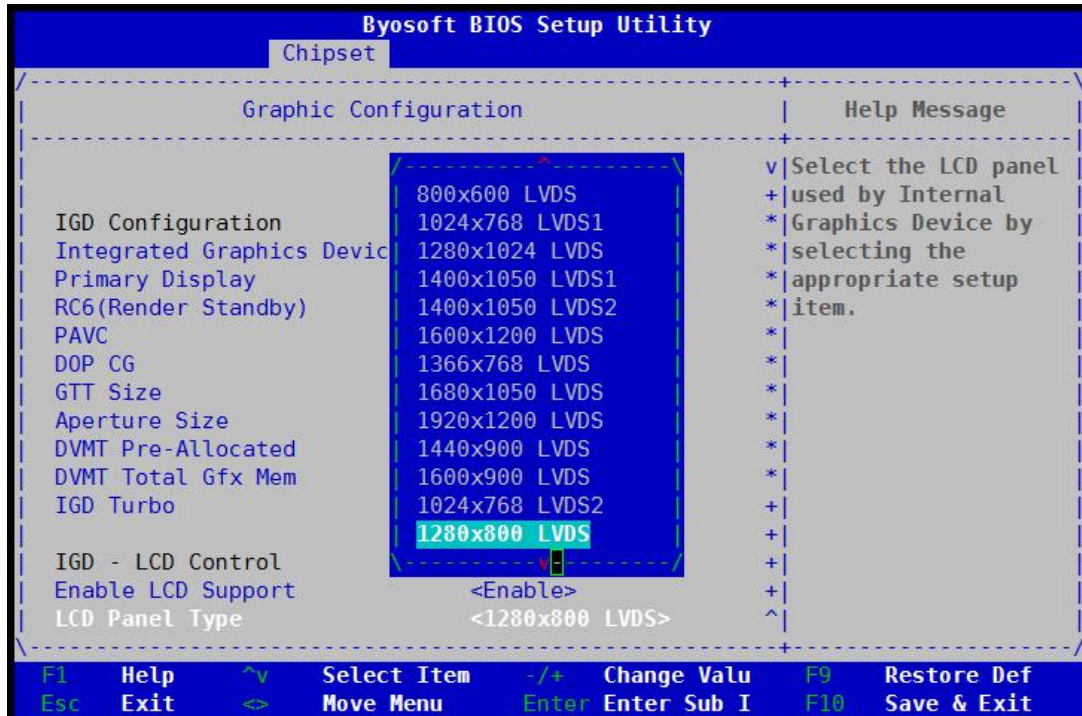 Byosoft BIOS Setup Utility
Chipset
Graphic Configuration
Help Message
Select the LCD panel
used by Internal
Graphics Device by
selecting the
appropriate setup
item.
IGD Configuration
Integrated Graphics Devic
Primary Display
RC6(Render Standby)
PAVC
DOP CG
GTT Size
Aperture Size
DVMT Pre-Allocated
DVMT Total Gfx Mem
IGD Turbo
IGD - LCD Control
Enable LCD Support <Enable>
LCD Panel Type <1280x800 LVDS>
800x600 LVDS
1024x768 LVDS1
1280x1024 LVDS
1400x1050 LVDS1
1400x1050 LVDS2
1600x1200 LVDS
1366x768 LVDS
1680x1050 LVDS
1920x1200 LVDS
1440x900 LVDS
1600x900 LVDS
1024x768 LVDS2
1280x800 LVDS
F1 Help ^v Select Item -/+ Change Valu F9 Restore Def
Esc Exit <> Move Menu Enter Enter Sub I F10 Save & Exit